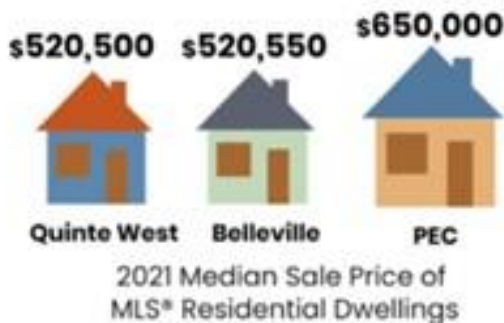 $520,500 $520,550 $650,000
Quinte West Belleville PEC
2021 Median Sale Price of
MLS® Residential Dwellings